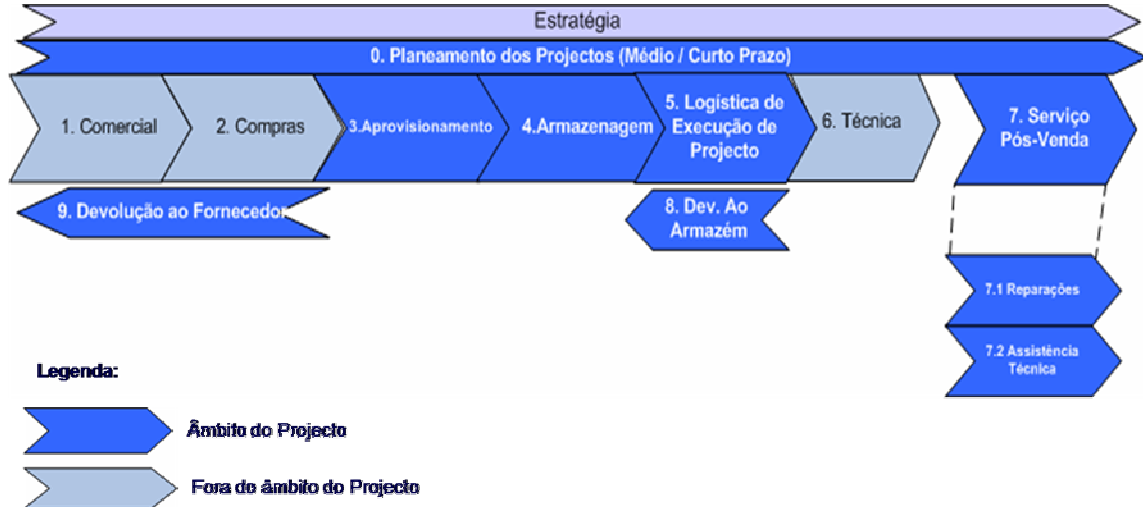 Estratégia
0. Planeamento dos Projectos (Médio / Curto Prazo)
1. Comercial
2. Compras
3.Aprovisionamento
4.Armazenagem
5. Logística de
Execução de
Projecto
6. Técnica
7. Serviço
Pós-Venda
9. Devolução ao Fornecedor
8. Dev. Ao
Armazém
7.1 Reparações
7.2 Assistência
Técnica
Legenda:
Âmbito do Projecto
Fora do âmbito do Projecto